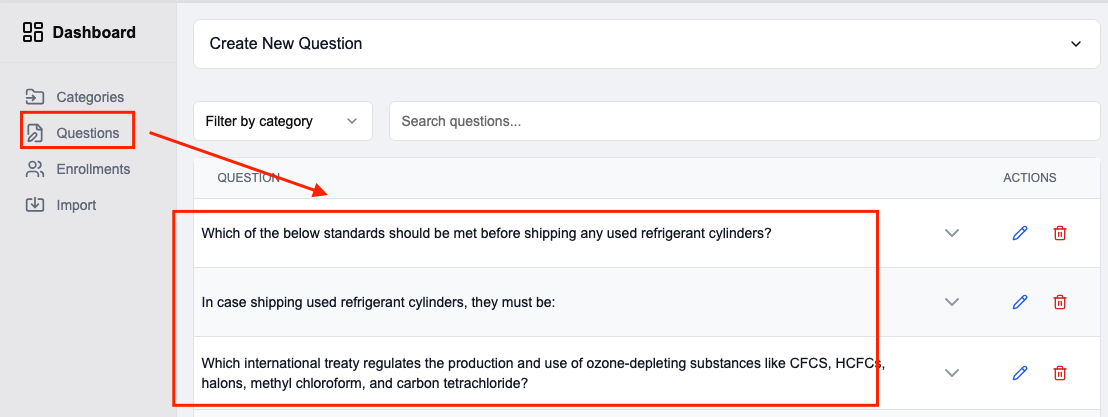 Dashboard
Categories
Questions
Enrollments
Import
Create New Question
Filter by category
Search questions...
QUESTION
ACTIONS
Which of the below standards should be met before shipping any used refrigerant cylinders?
In case shipping used refrigerant cylinders, they must be:
Which international treaty regulates the production and use of ozone-depleting substances like CFCS, HCFCs,
halons, methyl chloroform, and carbon tetrachloride?